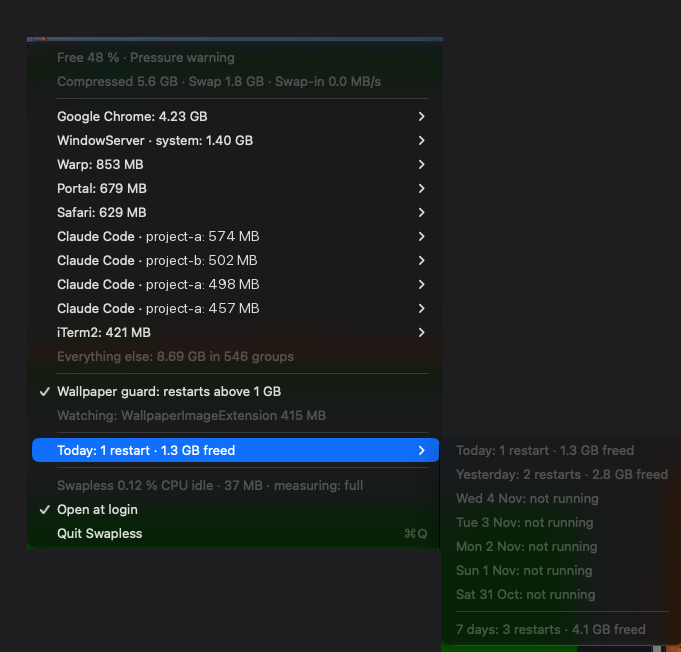 Free 48 % · Pressure warning
Compressed 5.6 GB · Swap 1.8 GB · Swap-in 0.0 MB/s
Google Chrome: 4.23 GB
WindowServer · system: 1.40 GB
Warp: 853 MB
Portal: 679 MB
Safari: 629 MB
Claude Code · project-a: 574 MB
Claude Code · project-b: 502 MB
Claude Code · project-a: 498 MB
Claude Code · project-a: 457 MB
iTerm2: 421 MB
Everything else: 8.69 GB in 546 groups
Wallpaper guard: restarts above 1 GB
Watching: WallpaperImageExtension 415 MB
Today: 1 restart · 1.3 GB freed
Swapless 0.12 % CPU idle · 37 MB · measuring: full
Open at login
Quit Swapless ⌘Q
Today: 1 restart · 1.3 GB freed
Yesterday: 2 restarts · 2.8 GB freed
Wed 4 Nov: not running
Tue 3 Nov: not running
Mon 2 Nov: not running
Sun 1 Nov: not running
Sat 31 Oct: not running
7 days: 3 restarts · 4.1 GB freed